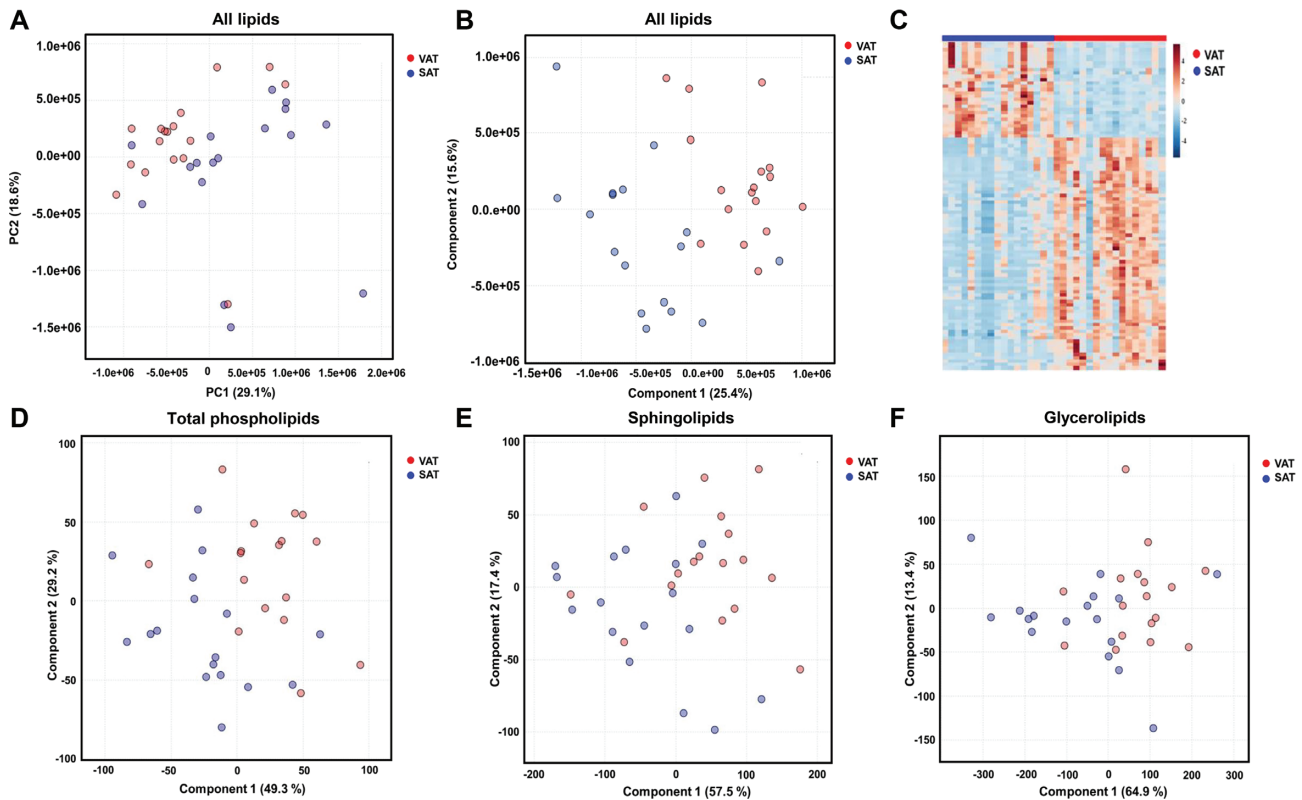 A
All lipids
VAT
SAT
1.0e+06
5.0e+05
0.0e+00
-5.0e+05
-1.0e+06
-1.5e+06
PC2 (18.6%)
-1.0e+06 -5.0e+05 0 5.0e+05 1.0e+06 1.5e+06 2.0e+06
PC1 (29.1%)
B
All lipids
VAT
SAT
1.0e+06
5.0e+05
0.0.e+00
-5.0e+05
-1.0e+06
Component 2 (15.6%)
-1.5e+06 -1.0e+06 -5.0e+05 0.0.e+00 5.0e+05 1.0e+06
Component 1 (25.4%)
C
VAT
SAT
4
2
0
-2
-4
D
Total phospholipids
VAT
SAT
100
50
0
-50
-100
Component 2 (29.2 %)
-100 -50 0 50 100
Component 1 (49.3 %)
E
Sphingolipids
VAT
SAT
100
50
0
-50
-100
Component 2 (17.4 %)
-200 -100 0 100 200
Component 1 (57.5 %)
F
Glycerolipids
VAT
SAT
150
100
50
0
-50
-100
-150
Component 2 (13.4 %)
-300 -200 -100 0 100 200 300
Component 1 (64.9 %)